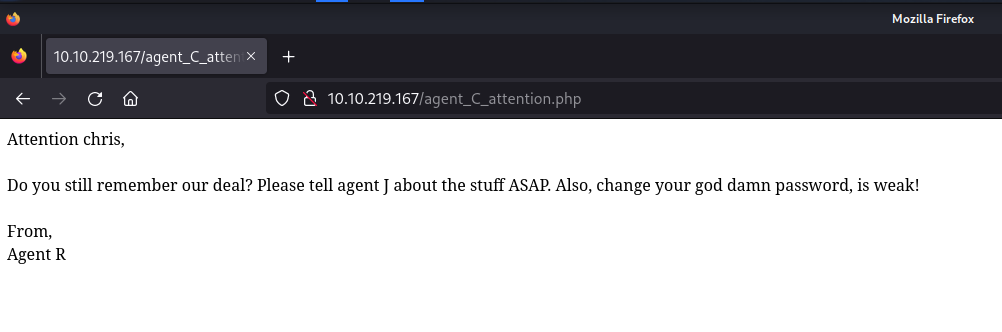 Mozilla Firefox
10.10.219.167/agent_C_atten
10.10.219.167/agent_C_attention.php
Attention chris,
Do you still remember our deal? Please tell agent J about the stuff ASAP. Also, change your god damn password, is weak!
From,
Agent R